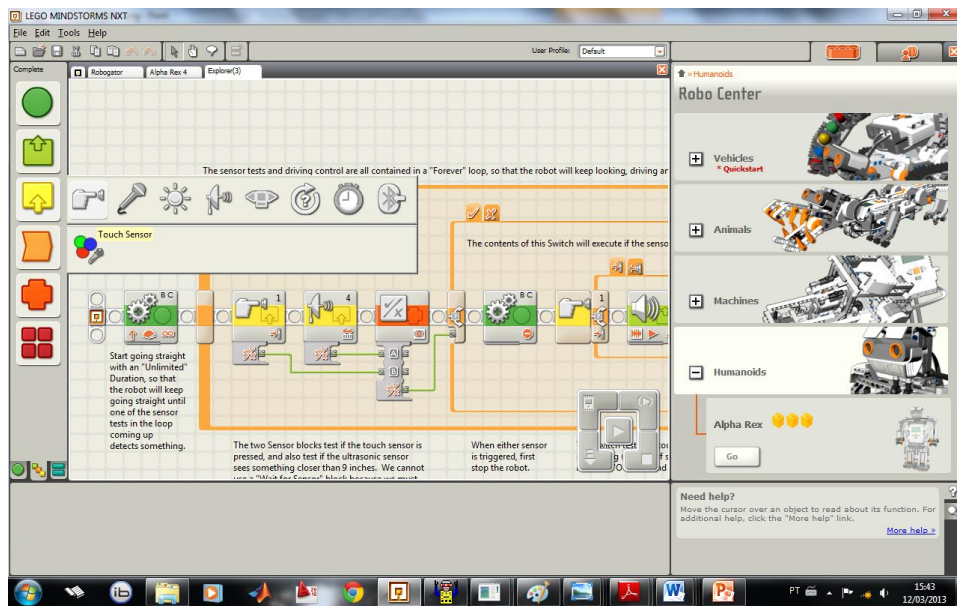 LEGO MINDSTORMS NXT
File Edit Tools Help
User Profile: Default
Complete
Robogator Alpha Rex 4 Explorer(3)
» Humanoids
Robo Center
The sensor tests and driving control are all contained in a "Forever" loop, so that the robot will keep looking, driving ar
Vehicles
* Quickstart
Touch Sensor
The contents of this Switch will execute if the senso
Animals
B C
1
4
B C
1
Machines
A
B
Start going straight
with an "Unlimited"
Duration, so that
the robot will keep
going straight until
one of the sensor
tests in the loop
coming up
detects something.
Humanoids
Alpha Rex
Go
The two Sensor blocks test if the touch sensor is
pressed, and also test if the ultrasonic sensor
sees something closer than 9 inches. We cannot
use a "Wait for Sensor" block because we must
When either sensor
is triggered, first
stop the robot.
Need help?
Move the cursor over an object to read about its function. For
additional help, click the "More help" link.
More help »
PT
15:43
12/03/2013